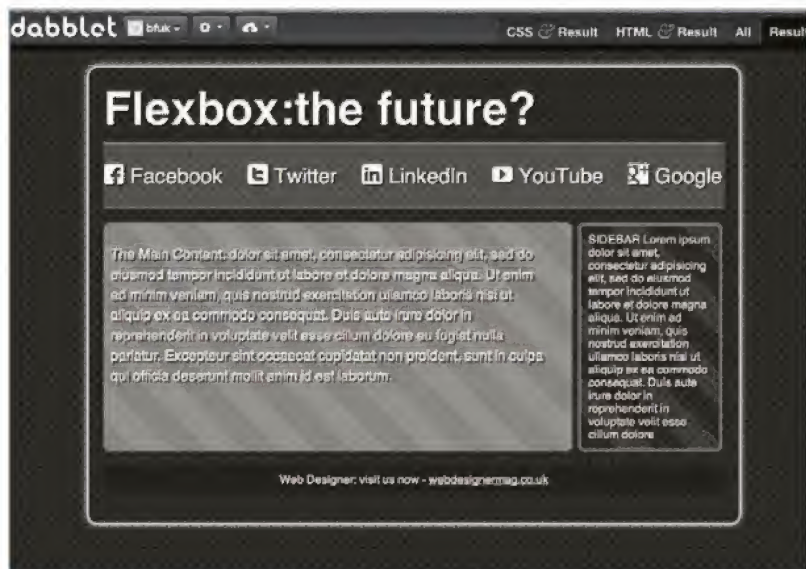 dabblet bfuk
CSS & Result HTML & Result All Result
Flexbox:the future?
Facebook Twitter LinkedIn YouTube Google
The Main Content: dolor sit amet, consectetur adipisicing elit, sed do
eiusmod tempor incididunt ut labore et dolore magna aliqua. Ut enim
ad minim veniam, quis nostrud exercitation ullamco laboris nisi ut
aliquip ex ea commodo consequat. Duis aute irure dolor in
reprehenderit in voluptate velit esse cillum dolore eu fugiat nulla
pariatur. Excepteur sint occaecat cupidatat non proident, sunt in culpa
qui officia deserunt mollit anim id est laborum.
SIDEBAR Lorem ipsum
dolor sit amet,
consectetur adipisicing
elit, sed do eiusmod
tempor incididunt ut
labore et dolore magna
aliqua. Ut enim ad
minim veniam, quis
nostrud exercitation
ullamco laboris nisi ut
aliquip ex ea commodo
consequat. Duis aute
irure dolor in
reprehenderit in
voluptate velit esse
cillum dolore
Web Designer: visit us now - webdesignermag.co.uk